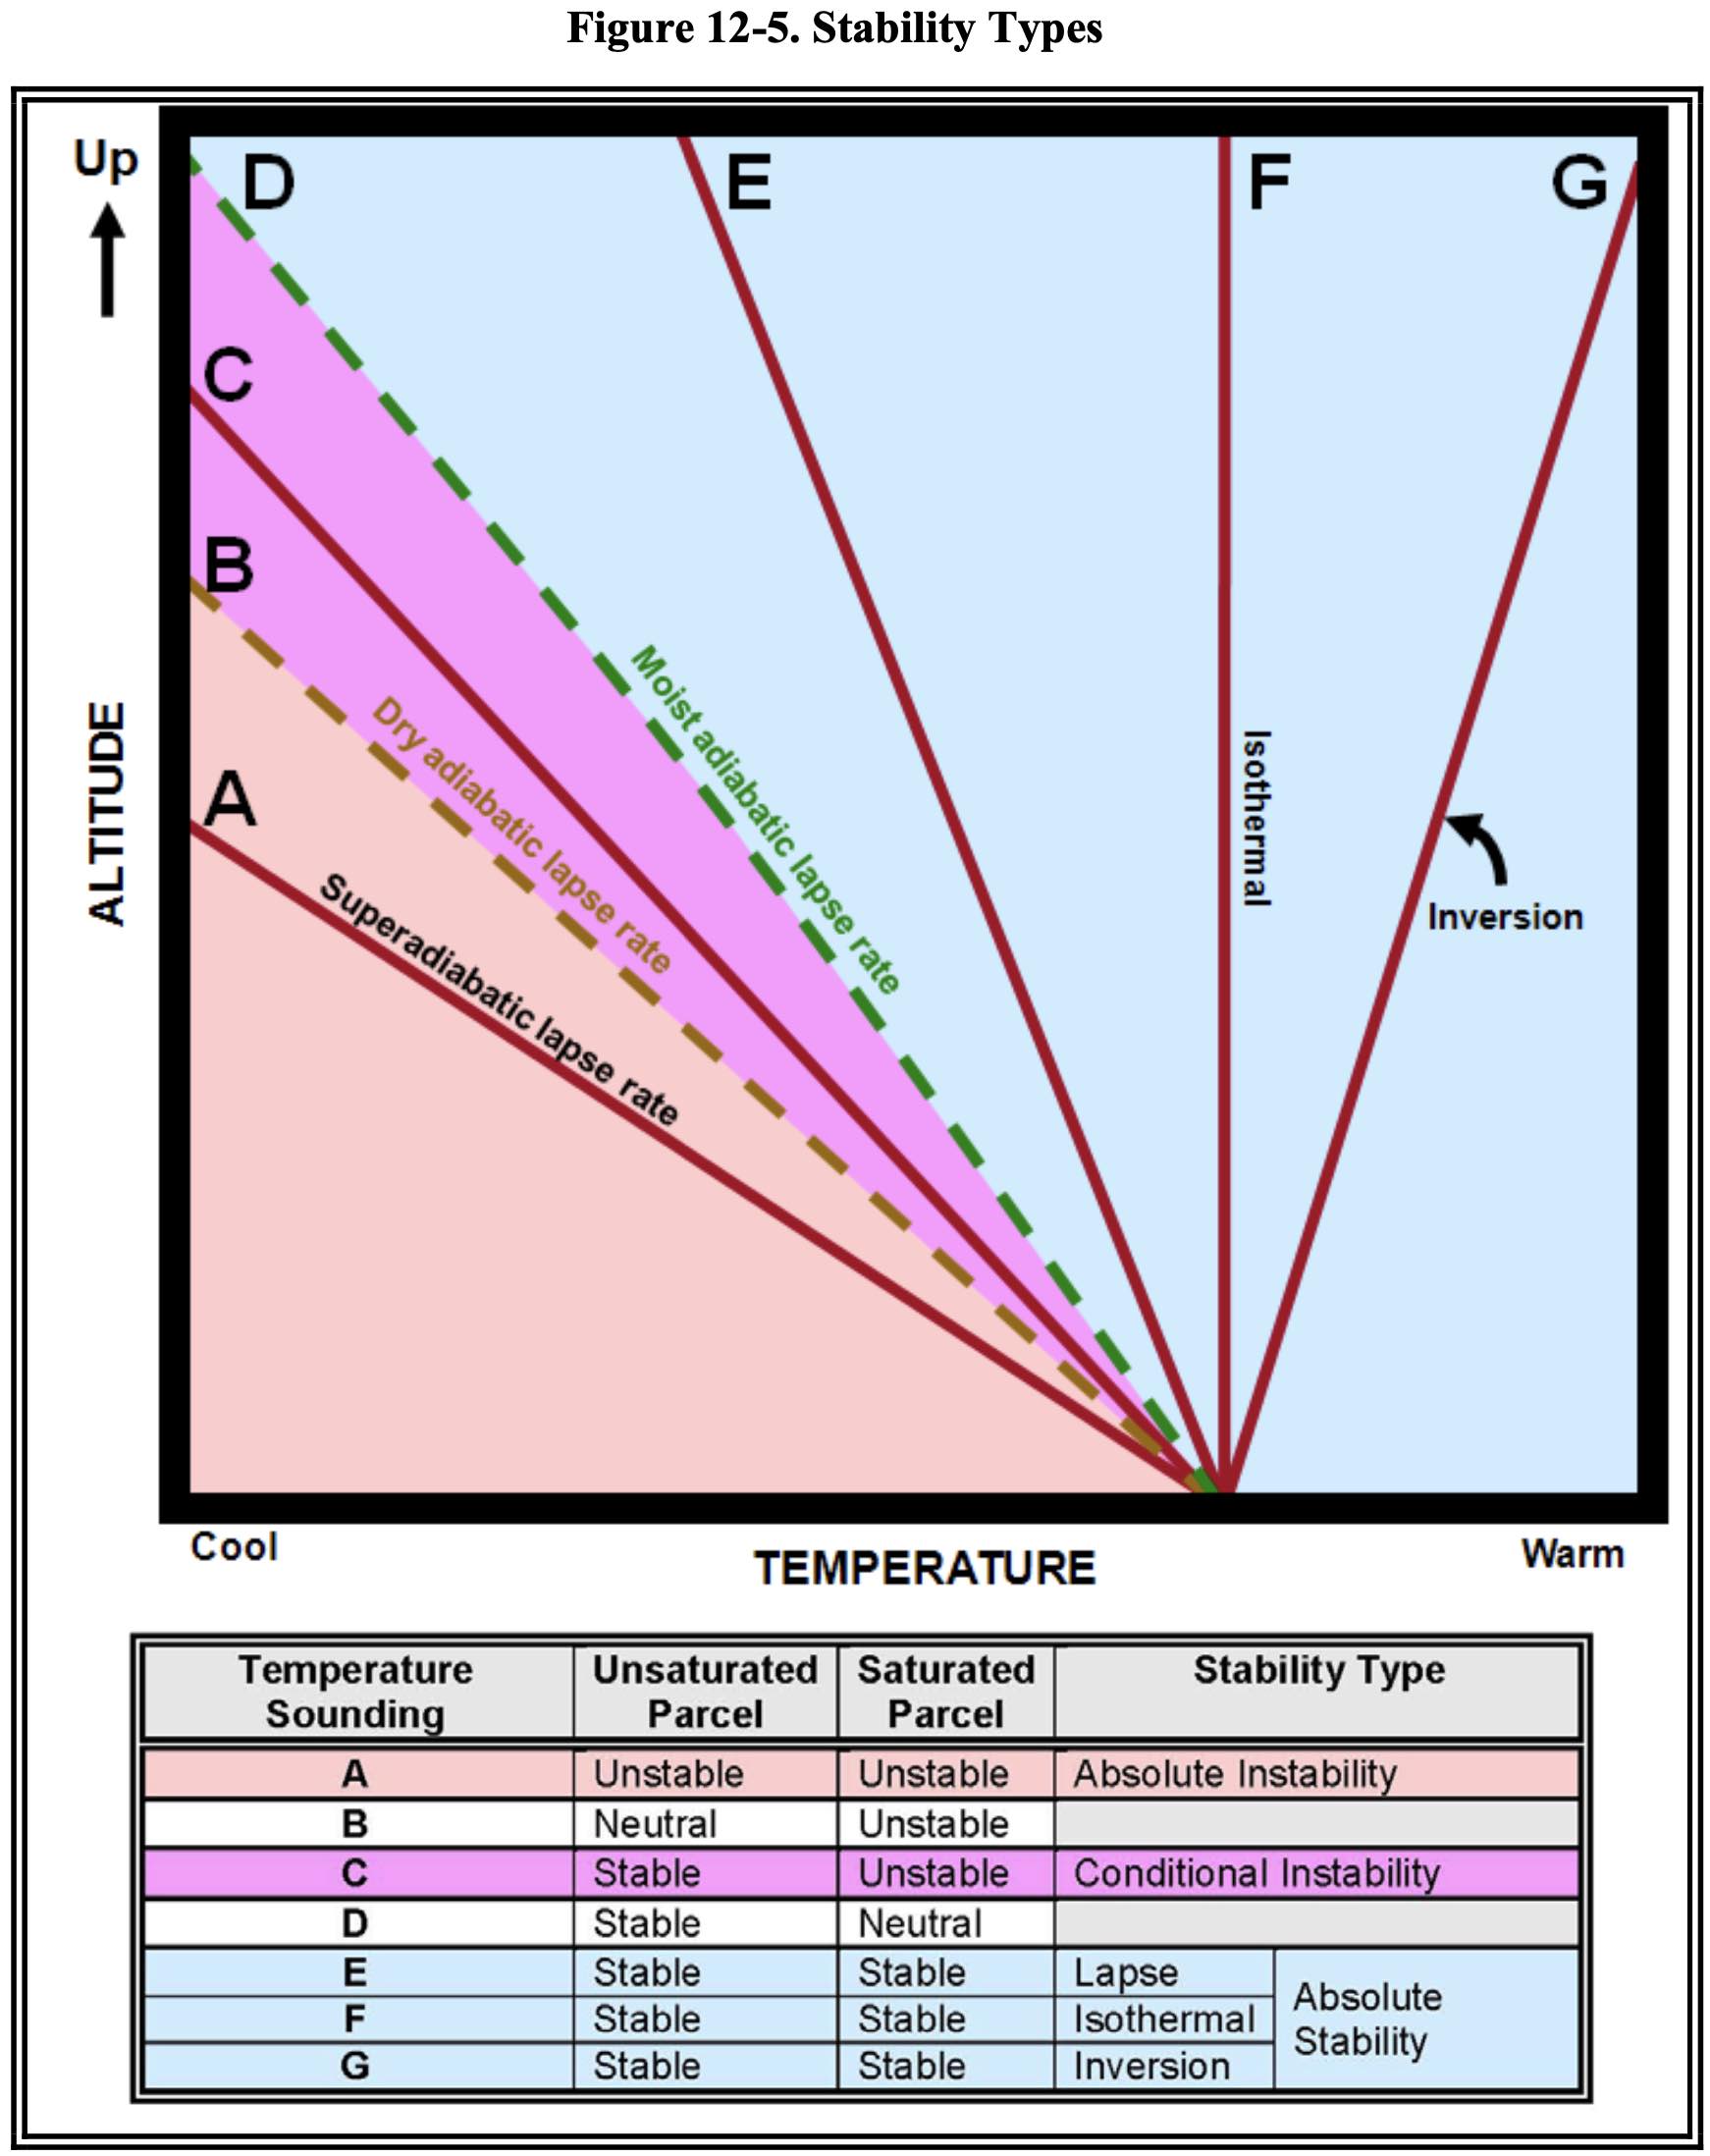 Figure 12-5. Stability Types
Up
D
E
F
G
C
B
A
ALTITUDE
Moist adiabatic lapse rate
Dry adiabatic lapse rate
Superadiabatic lapse rate
Isothermal
Inversion
Cool
TEMPERATURE
Warm
Temperature Sounding Unsaturated Parcel Saturated Parcel Stability Type
A Unstable Unstable Absolute Instability
B Neutral Unstable
C Stable Unstable Conditional Instability
D Stable Neutral
E Stable Stable Lapse
F Stable Stable Isothermal
G Stable Stable Inversion
Absolute
Stability